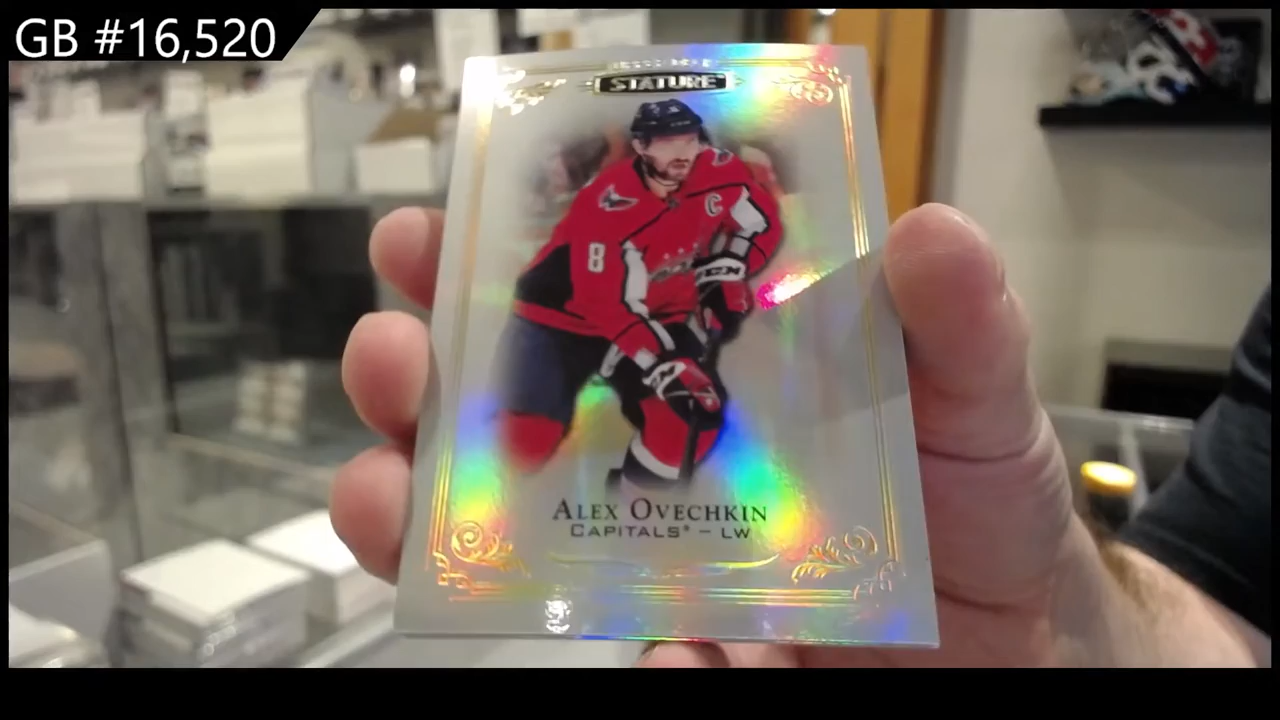 GB #16,520
STATURE
C
8
CCM
ALEX OVECHKIN
CAPITALS® – LW